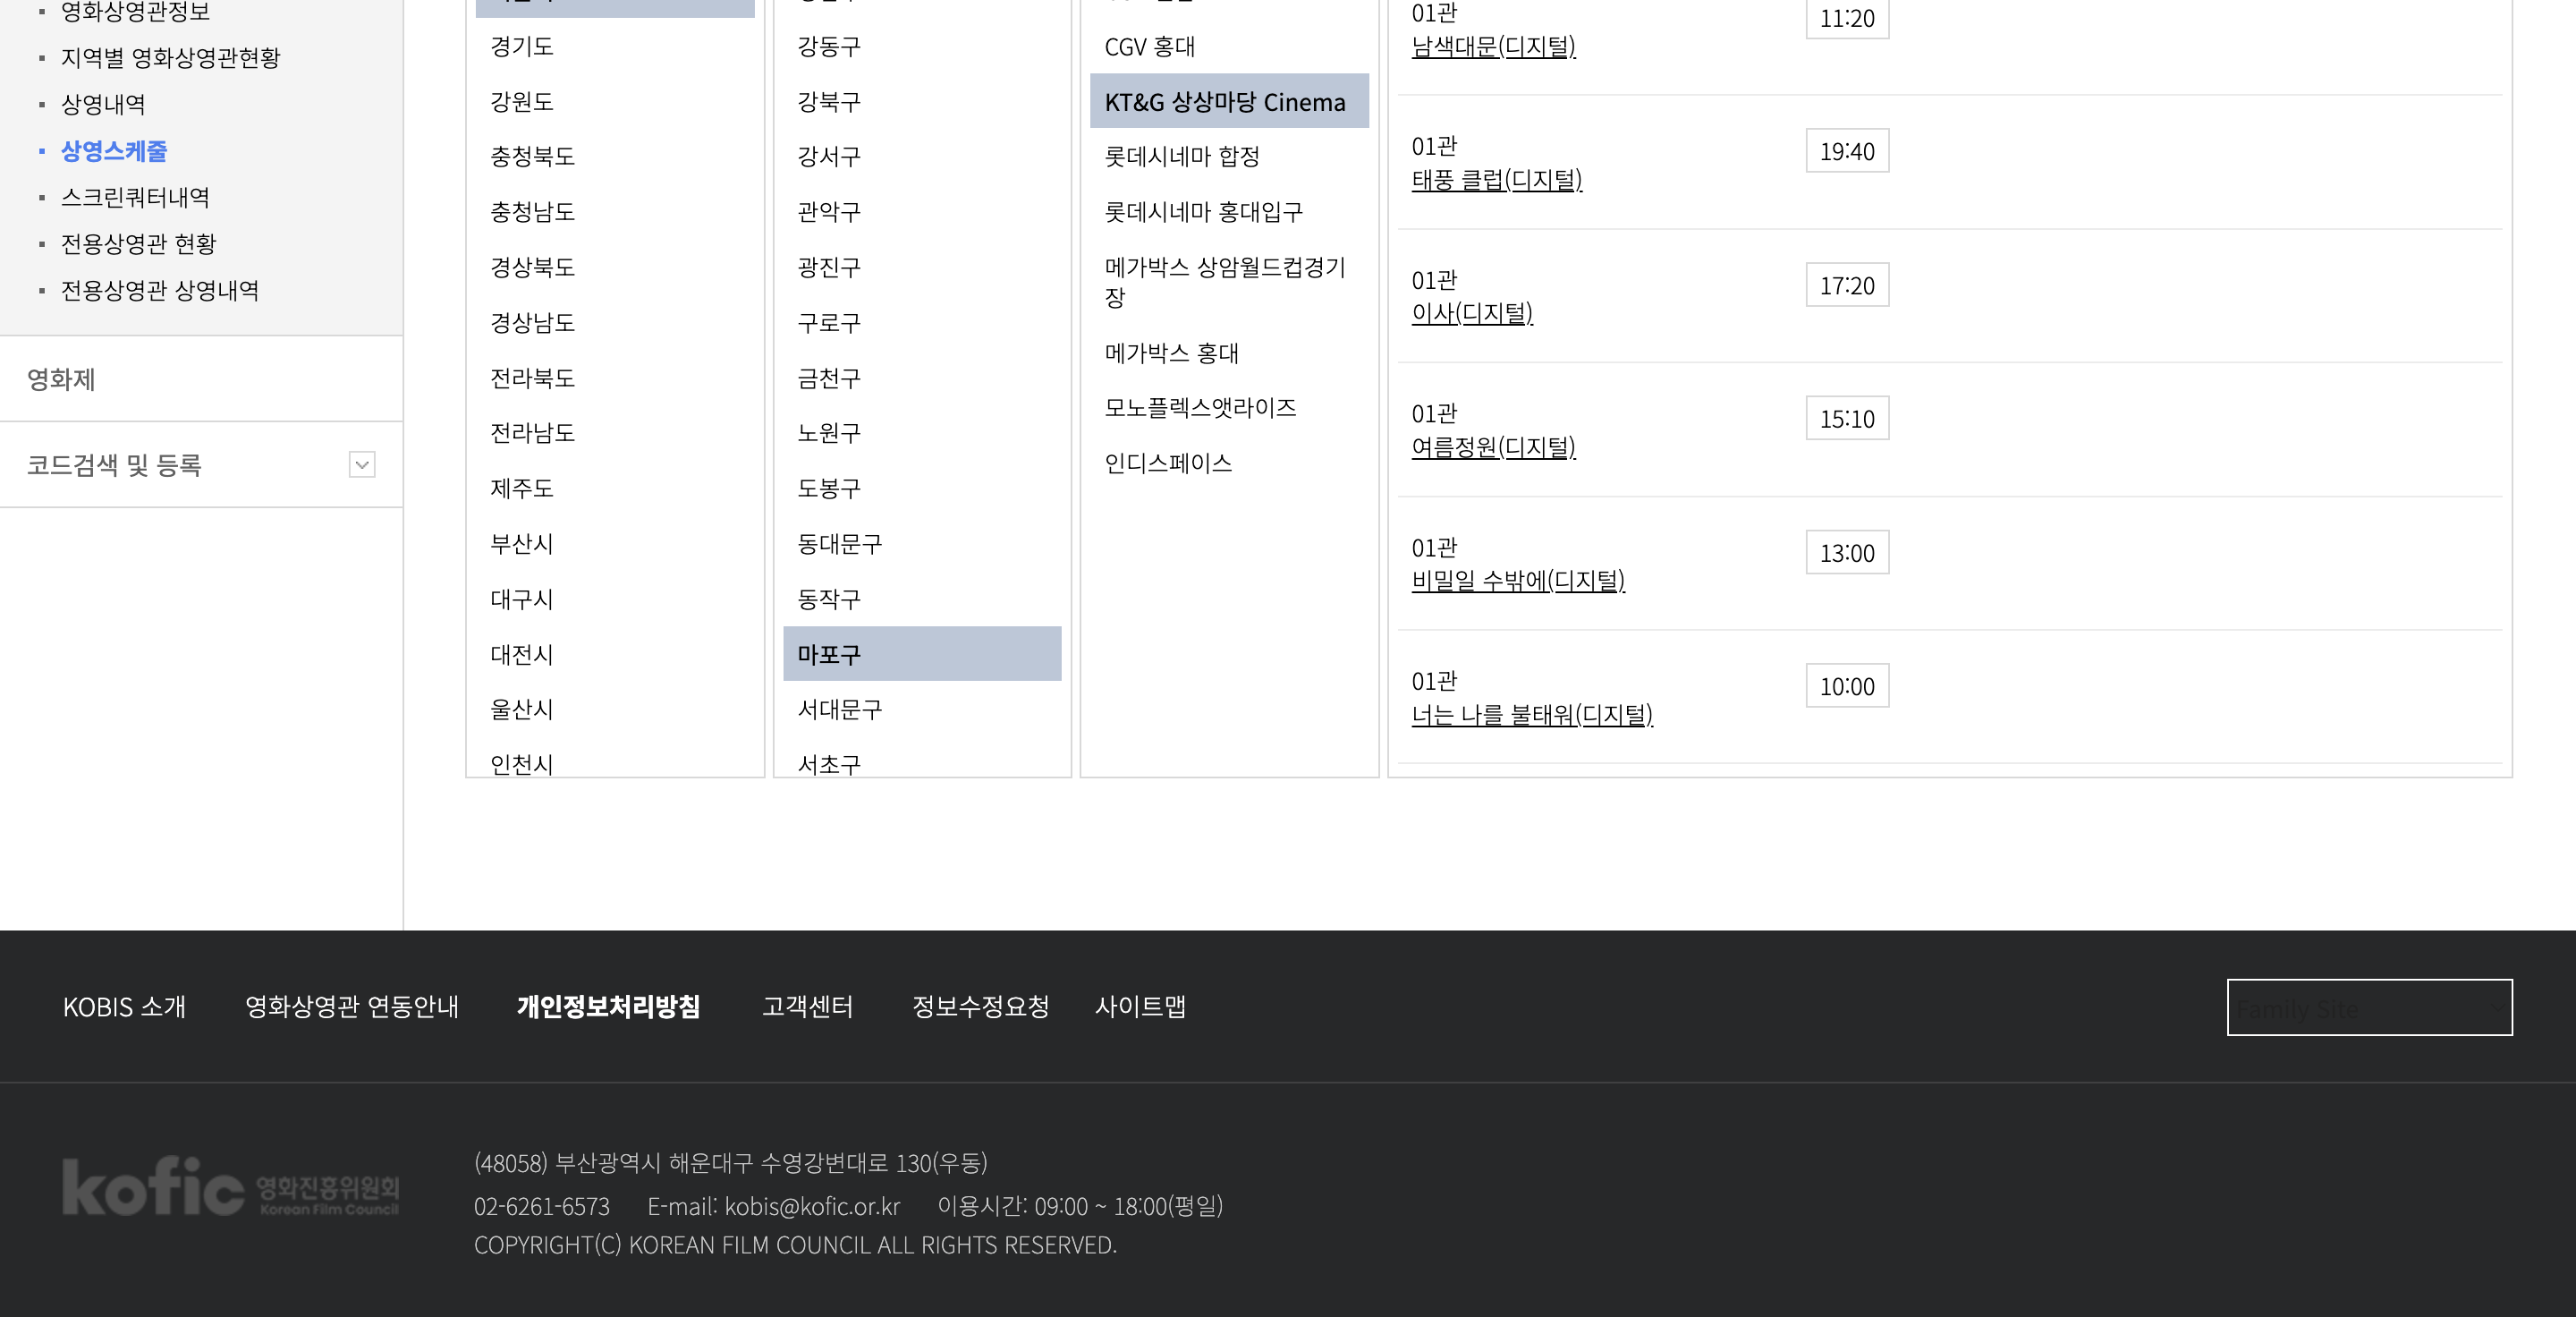 영화상영관정보
지역별 영화상영관현황
상영내역
상영스케줄
스크린쿼터내역
전용상영관 현황
전용상영관 상영내역
영화제
코드검색 및 등록
경기도
강원도
충청북도
충청남도
경상북도
경상남도
전라북도
전라남도
제주도
부산시
대구시
대전시
울산시
인천시
강동구
강북구
강서구
관악구
광진구
구로구
금천구
노원구
도봉구
동대문구
동작구
마포구
서대문구
서초구
CGV 홍대
KT&G 상상마당 Cinema
롯데시네마 합정
롯데시네마 홍대입구
메가박스 상암월드컵경기
장
메가박스 홍대
모노플렉스앳라이즈
인디스페이스
01관 11:20
남색대문(디지털)
01관 19:40
태풍 클럽(디지털)
01관 17:20
이사(디지털)
01관 15:10
여름정원(디지털)
01관 13:00
비밀일 수밖에(디지털)
01관 10:00
너는 나를 불태워(디지털)
KOBIS 소개 영화상영관 연동안내 개인정보처리방침 고객센터 정보수정요청 사이트맵
Family Site
kofic 영화진흥위원회
Korean Film Council
(48058) 부산광역시 해운대구 수영강변대로 130(우동)
02-6261-6573 E-mail: kobis@kofic.or.kr 이용시간: 09:00 ~ 18:00(평일)
COPYRIGHT(C) KOREAN FILM COUNCIL ALL RIGHTS RESERVED.